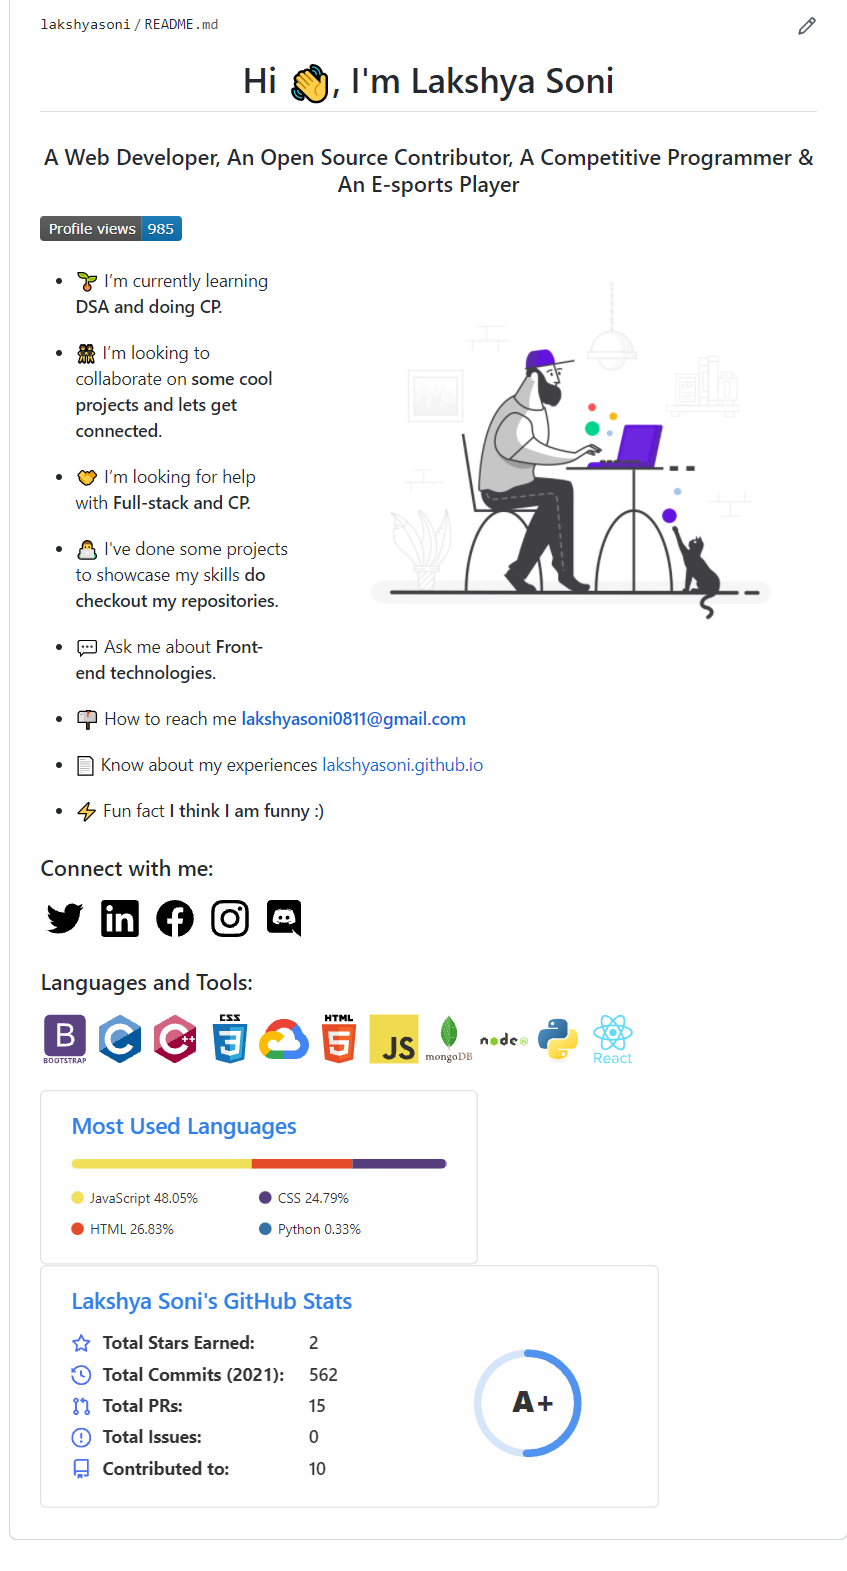 lakshyasoni / README.md
Hi 👋, I'm Lakshya Soni
A Web Developer, An Open Source Contributor, A Competitive Programmer &
An E-sports Player
Profile views 985
🌱 I’m currently learning
DSA and doing CP.
👯 I’m looking to
collaborate on some cool
projects and lets get
connected.
🤝 I’m looking for help
with Full-stack and CP.
👨‍💻 I've done some projects
to showcase my skills do
checkout my repositories.
💬 Ask me about Front-
end technologies.
📫 How to reach me lakshyasoni0811@gmail.com
📄 Know about my experiences lakshyasoni.github.io
⚡ Fun fact I think I am funny :)
Connect with me:
in
Languages and Tools:
B BOOTSTRAP C C++ CSS 3 HTML 5 JS mongoDB node React
Most Used Languages
JavaScript 48.05% CSS 24.79%
HTML 26.83% Python 0.33%
Lakshya Soni's GitHub Stats
Total Stars Earned: 2
Total Commits (2021): 562
Total PRs: 15
Total Issues: 0
Contributed to: 10
A+